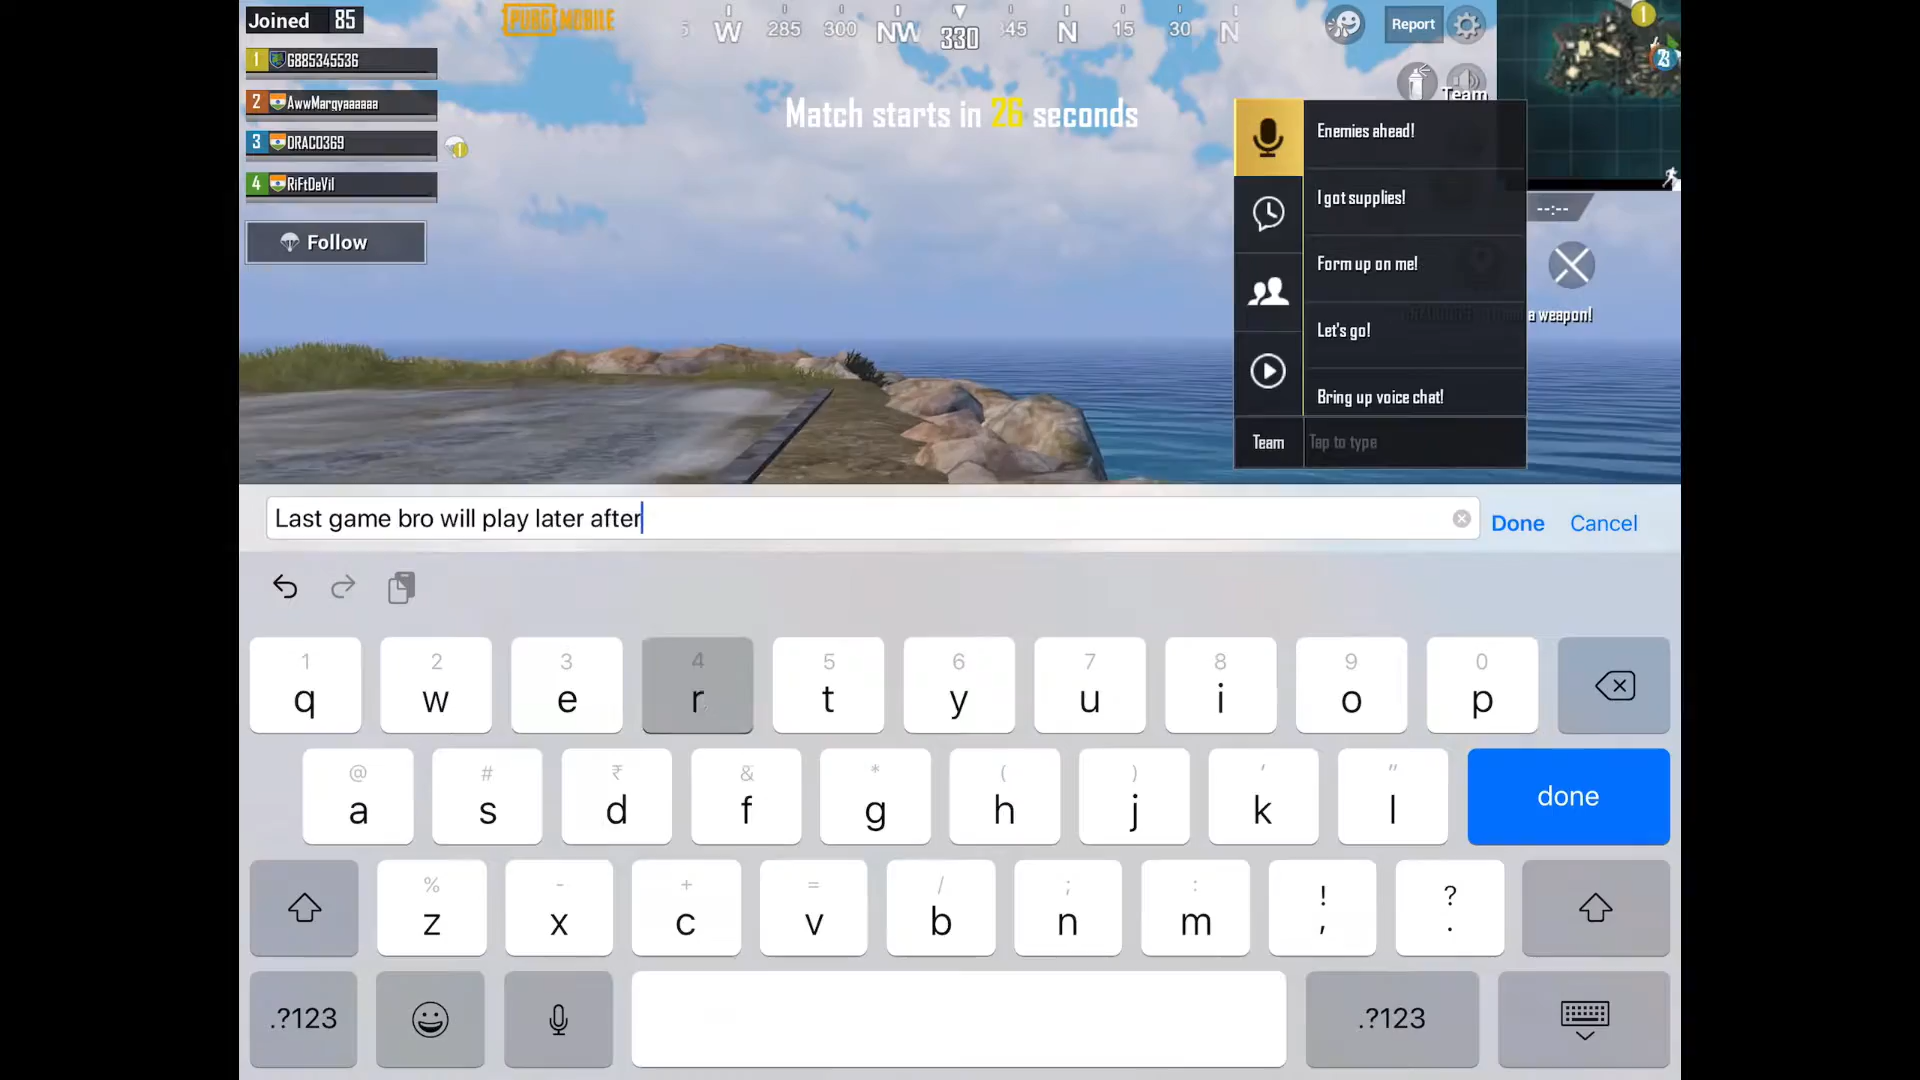 Joined 85
PUBG MOBILE
W 285 300 NW 330 345 N 15 30 N
Report
1 G885345536
2 AwwMargyaaaaaa
3 DRACO369
4 RiFtDeVil
Follow
Match starts in 26 seconds
Team
1
Enemies ahead!
I got supplies!
Form up on me!
Let's go!
Bring up voice chat!
Team Tap to type
--:--
a weapon!
Last game bro will play later after
Done Cancel
1 2 3 4 5 6 7 8 9 0
q w e r t y u i o p
@ # ₹ & * ( ) ' "
a s d f g h j k l done
% - + = / ; : ! ?
z x c v b n m , .
.?123 .?123